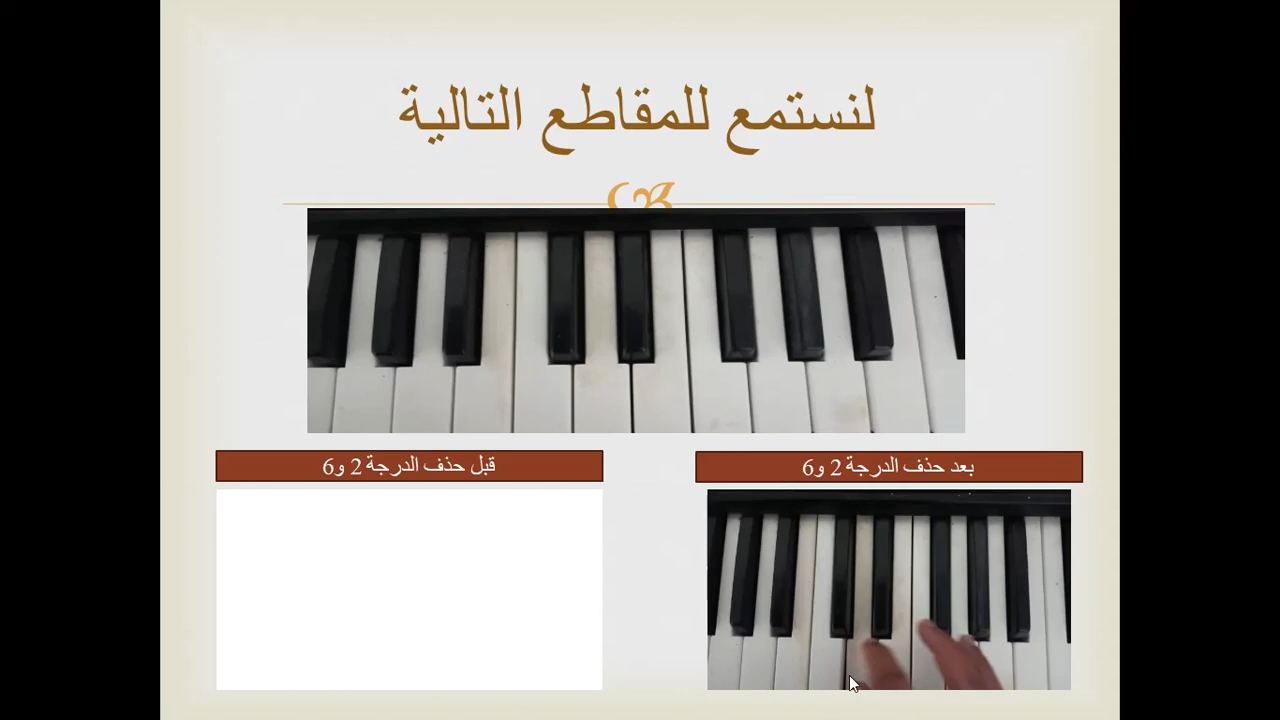 لنستمع للمقاطع التالية
بعد حذف الدرجة 2 و6
قبل حذف الدرجة 2 و6